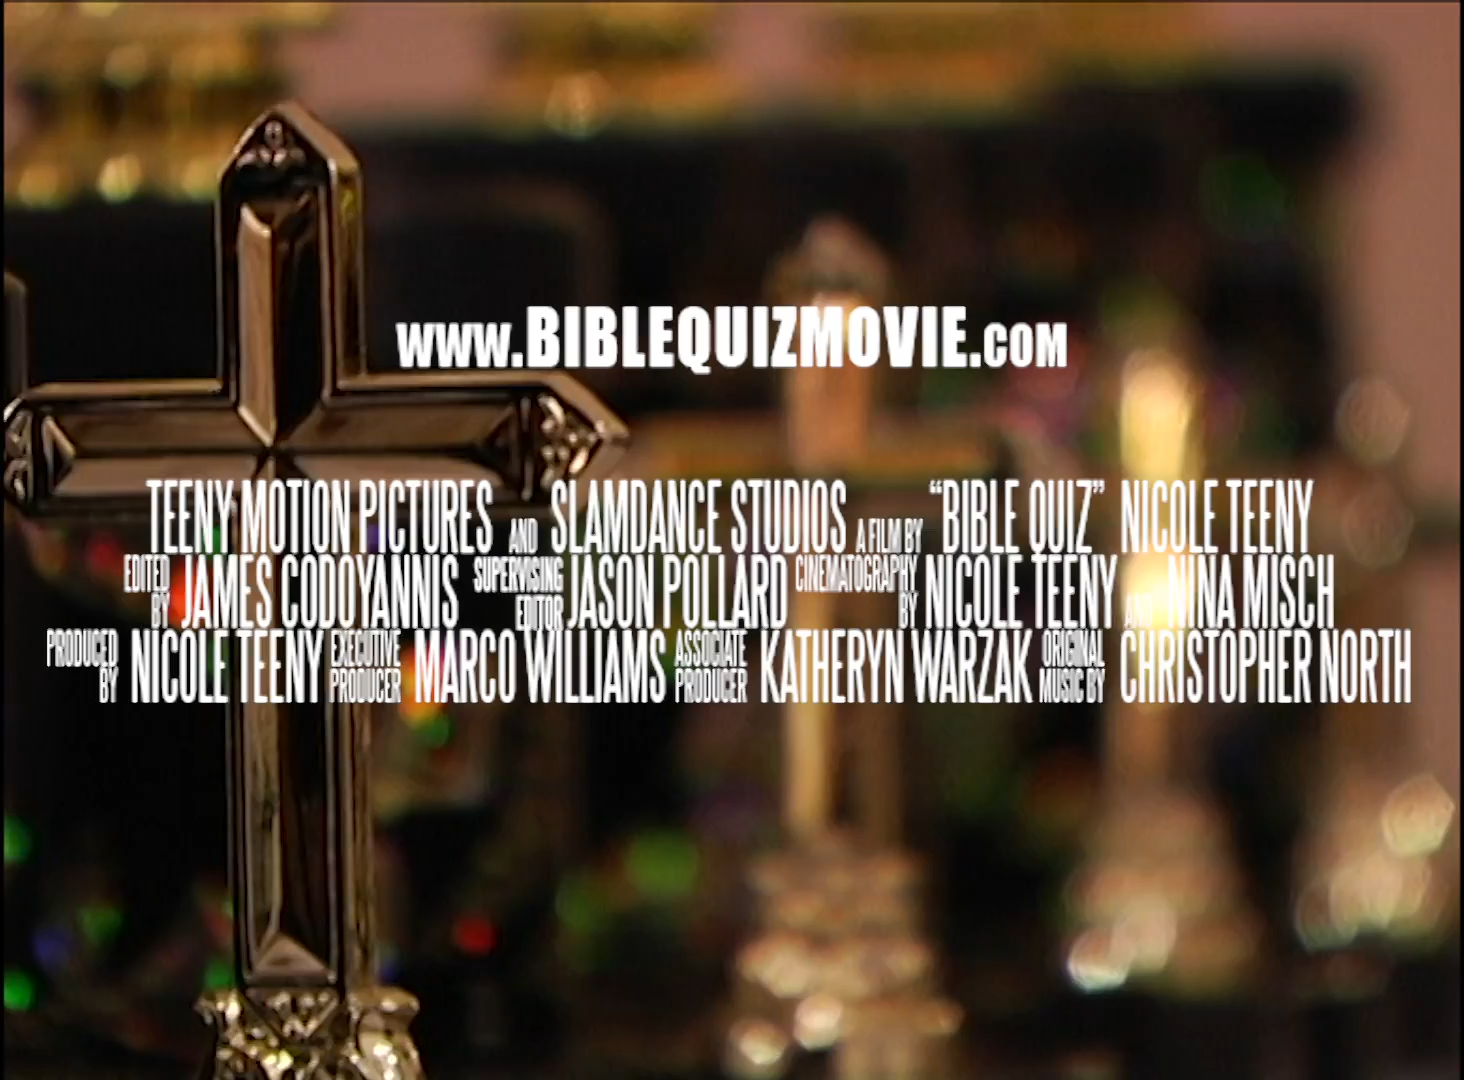 www.BIBLEQUIZMOVIE.com
TEENY MOTION PICTURES AND SLAMDANCE STUDIOS A FILM BY “BIBLE QUIZ” NICOLE TEENY
EDITED BY JAMES CODOYANNIS SUPERVISING EDITOR JASON POLLARD CINEMATOGRAPHY BY NICOLE TEENY AND NINA MISCH
PRODUCED BY NICOLE TEENY EXECUTIVE PRODUCER MARCO WILLIAMS ASSOCIATE PRODUCER KATHERYN WARZAK ORIGINAL MUSIC BY CHRISTOPHER NORTH